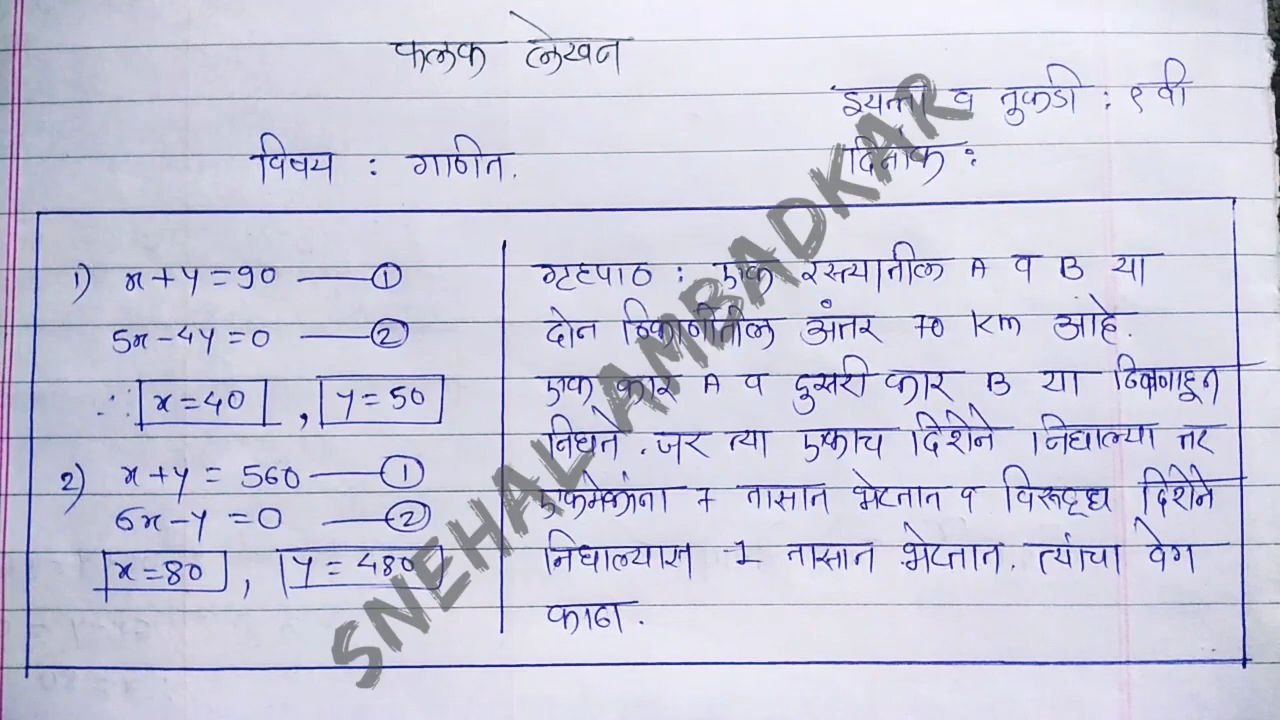 फलक लेखन
इयत्ता व तुकडी : ९ वी
विषय : गणित.
दिनांक :
1) x + y = 90 —— ①
5x - 4y = 0 —— ②
∴ x = 40 , y = 50
2) x + y = 560 —— ①
6x - y = 0 —— ②
x = 80 , y = 480
गृहपाठ : एक रस्त्यातील A व B या
दोन ठिकाणांतील अंतर 70 km आहे.
एक कार A व दुसरी कार B या ठिकाणाहून
निघते . जर त्या एकाच दिशेने निघाल्या तर
एकमेकांना 7 तासात भेटतात व विरूद्ध दिशेने
निघाल्यास 1 तासात भेटतात. त्यांचा वेग
काढा.
SNEHAL AMBADKAR